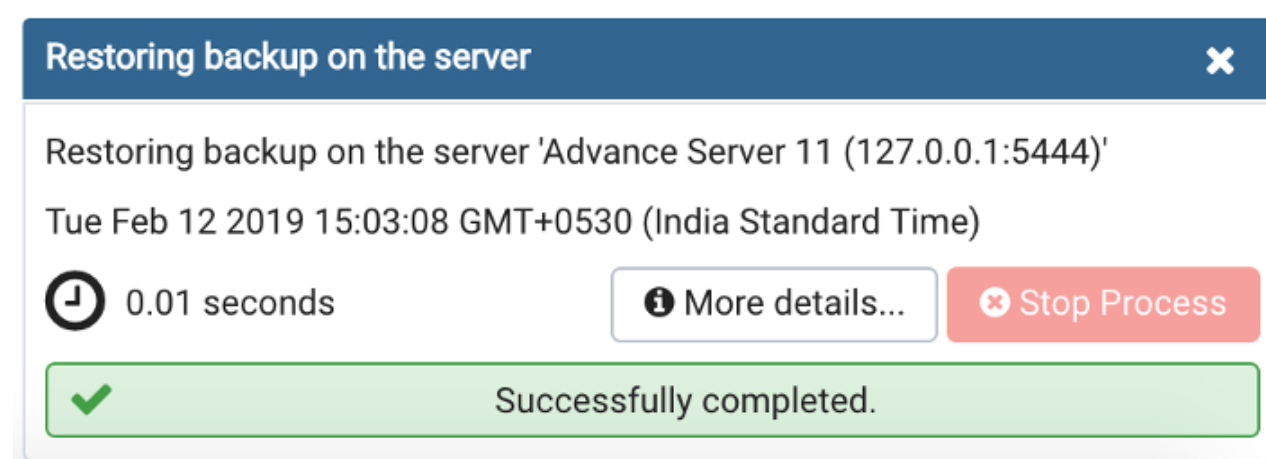 Restoring backup on the server
Restoring backup on the server 'Advance Server 11 (127.0.0.1:5444)'
Tue Feb 12 2019 15:03:08 GMT+0530 (India Standard Time)
0.01 seconds More details... Stop Process
Successfully completed.